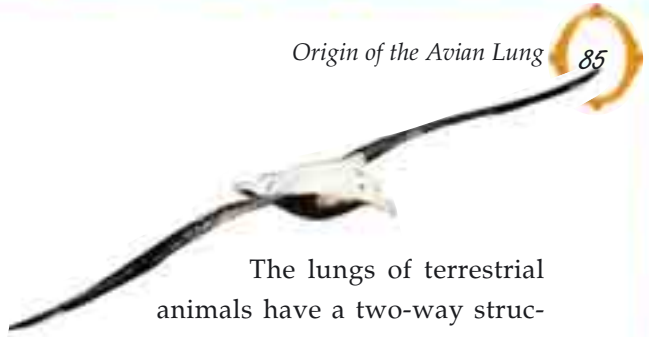 Origin of the Avian Lung 85
The lungs of terrestrial
animals have a two-way struc-